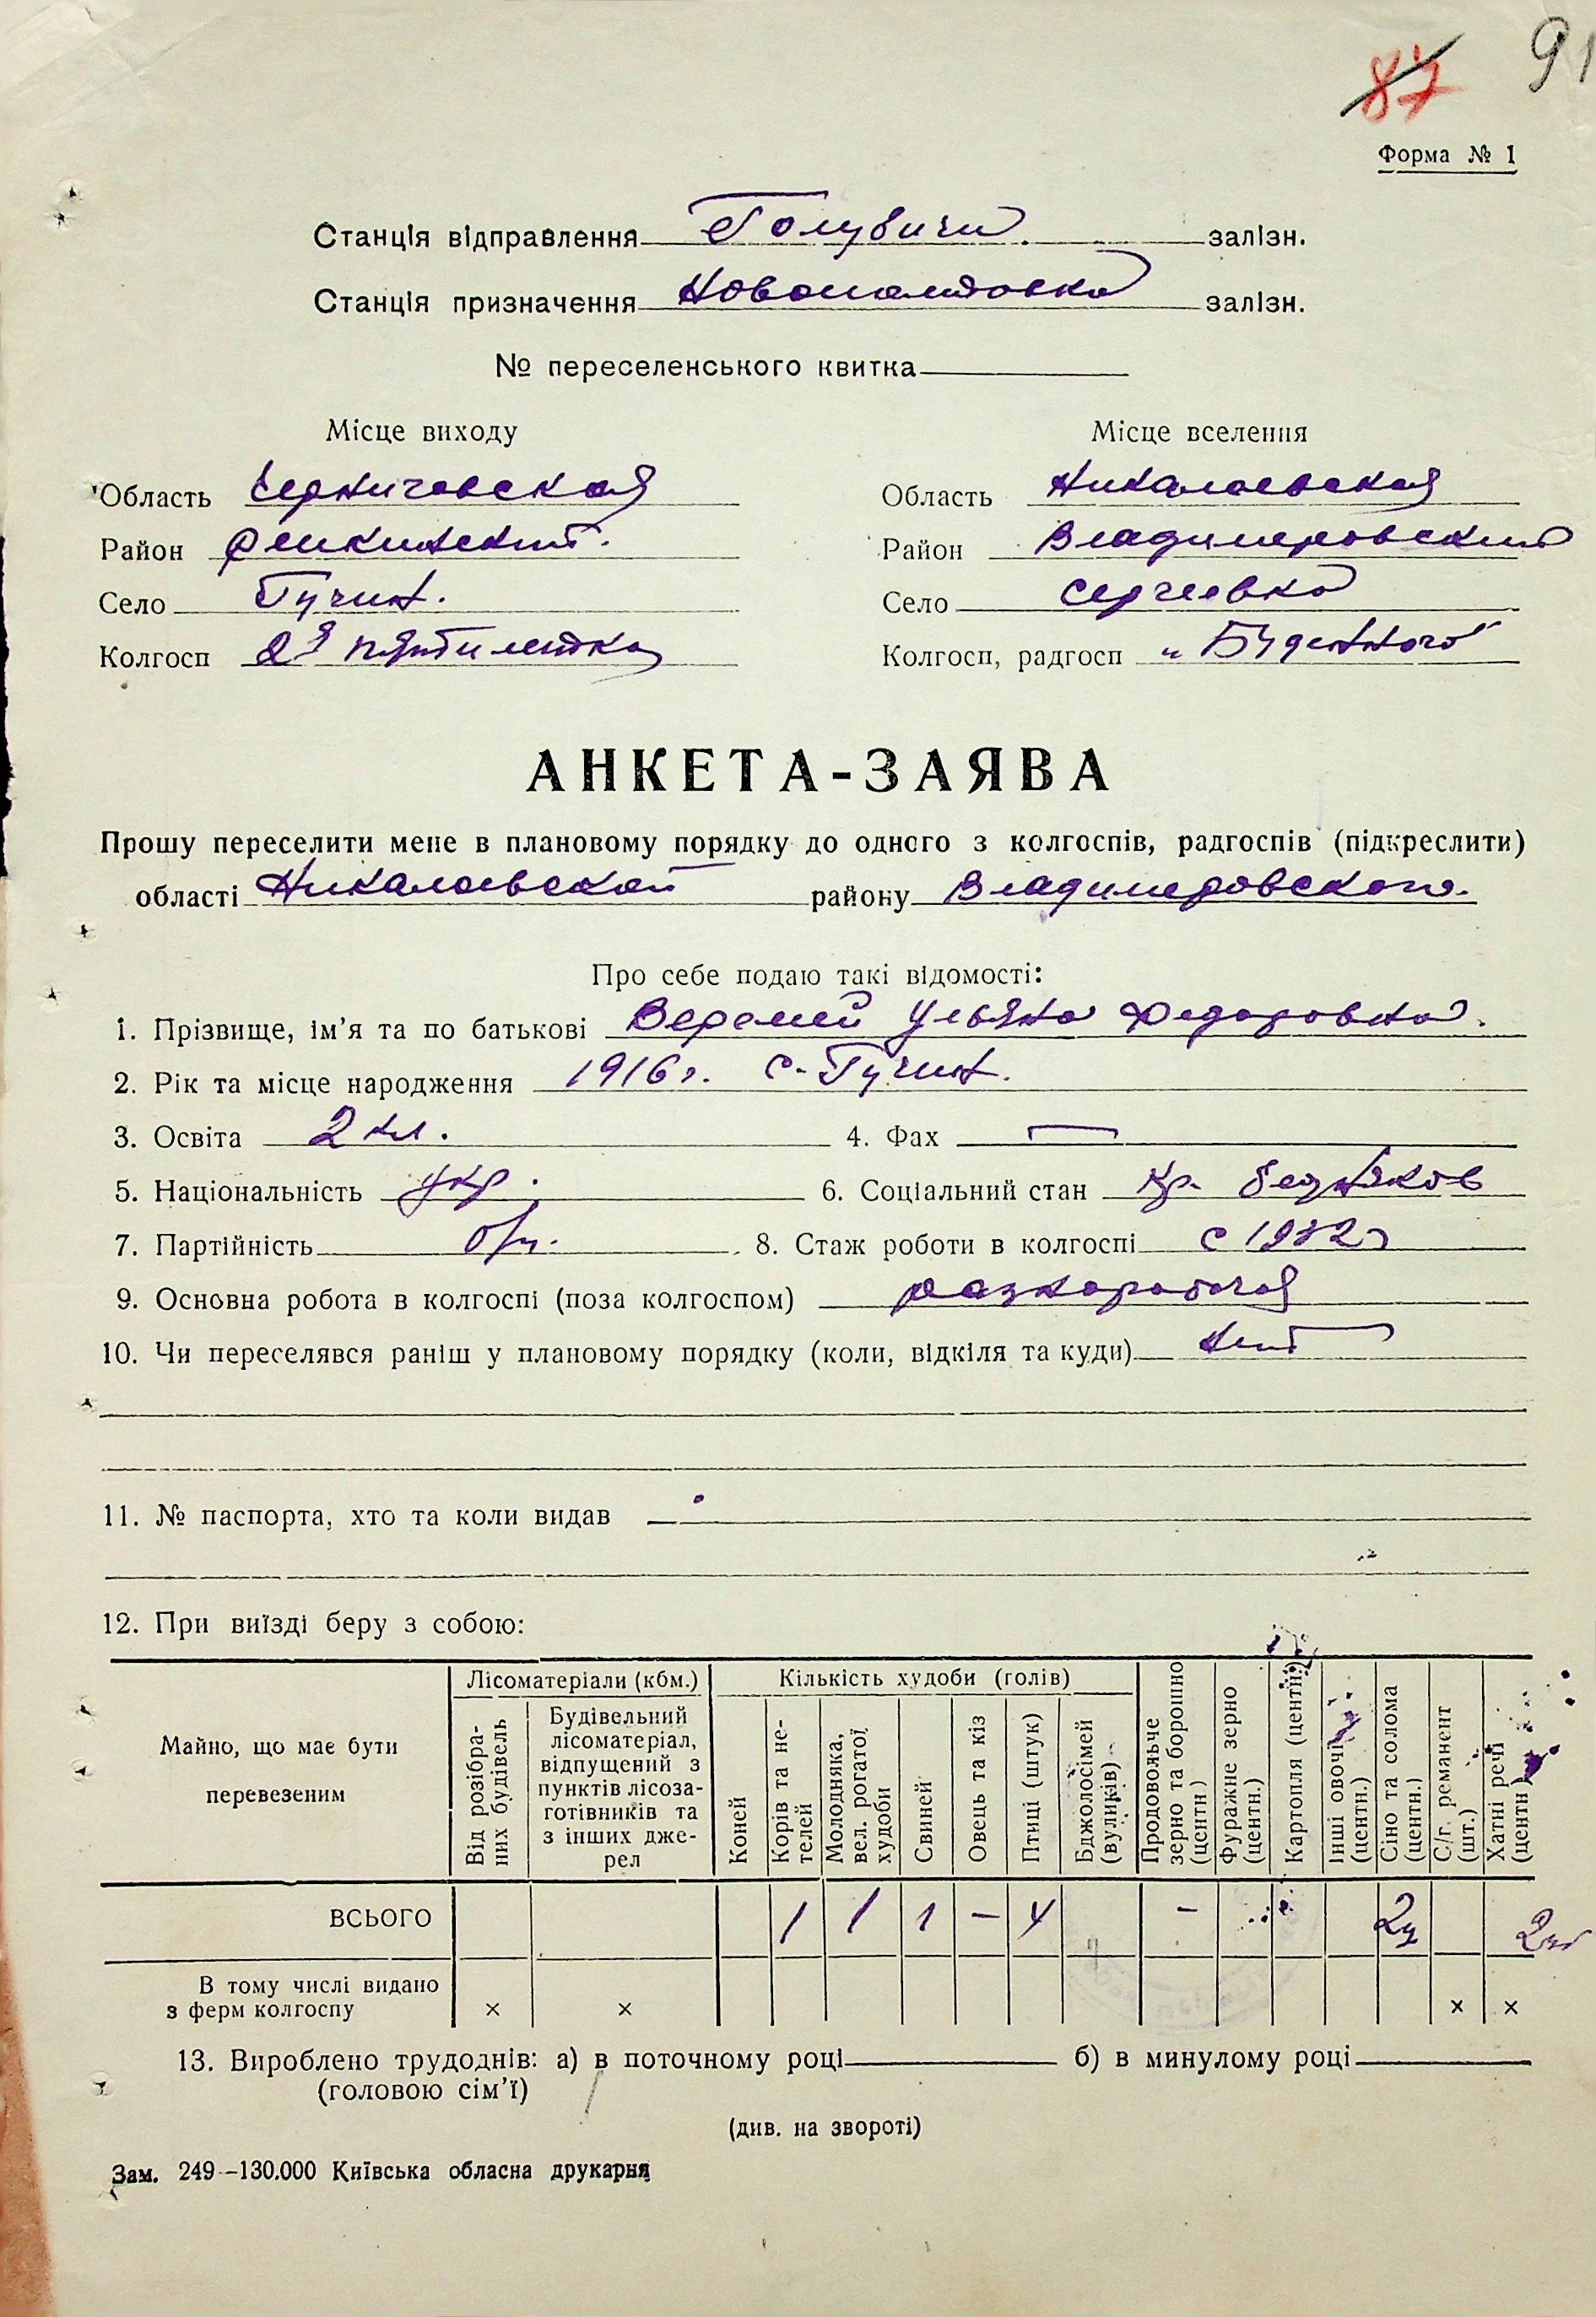 87 91
Форма № 1
Станція відправлення Голубичи залізн.
Станція призначення Новополтовка залізн.
№ переселенського квитка
Місце виходу Місце вселення
Область Черниговская Область Николаевская
Район Репкинский. Район Владимировский
Село Гучин. Село Сергеевка
Колгосп 2я пятилетка Колгосп, радгосп „Буденного"
АНКЕТА-ЗАЯВА
Прошу переселити мене в плановому порядку до одного з колгоспів, радгоспів (підкреслити)
області Николаевской району Владимировского.
Про себе подаю такі відомості:
1. Прізвище, ім'я та по батькові Веремей Ульяна Федоровна.
2. Рік та місце народження 1916 г. с. Гучин.
3. Освіта 2 кл. 4. Фах —
5. Національність укр. 6. Соціальний стан кр. бедняков
7. Партійність б/п. 8. Стаж роботи в колгоспі с 1932 г
9. Основна робота в колгоспі (поза колгоспом) разнорабочая
10. Чи переселявся раніш у плановому порядку (коли, відкіля та куди) нет
11. № паспорта, хто та коли видав
12. При виїзді беру з собою:
Майно, що має бути перевезеним
Лісоматеріали (кбм.)
Від розібраних будівель
Будівельний лісоматеріал, відпущений з пунктів лісозаготівників та з інших джерел
Кількість худоби (голів)
Коней
Корів та нетелей
Молодняка, вел. рогатої худоби
Свиней
Овець та кіз
Птиці (штук)
Бджолосімей (вуликів)
Продовольче зерно та борошно (центн)
Фуражне зерно (центн.)
Картопля (центн.)
Інші овочі (центн.)
Сіно та солома (центн.)
С/г. реманент (шт.)
Хатні речі (центн)
ВСЬОГО 1 1 1 — 4 — 2ц 2ц
В тому числі видано
з ферм колгоспу × × × ×
13. Вироблено трудоднів: а) в поточному році б) в минулому році
(головою сім'ї)
(див. на звороті)
Зам. 249—130.000 Київська обласна друкарня